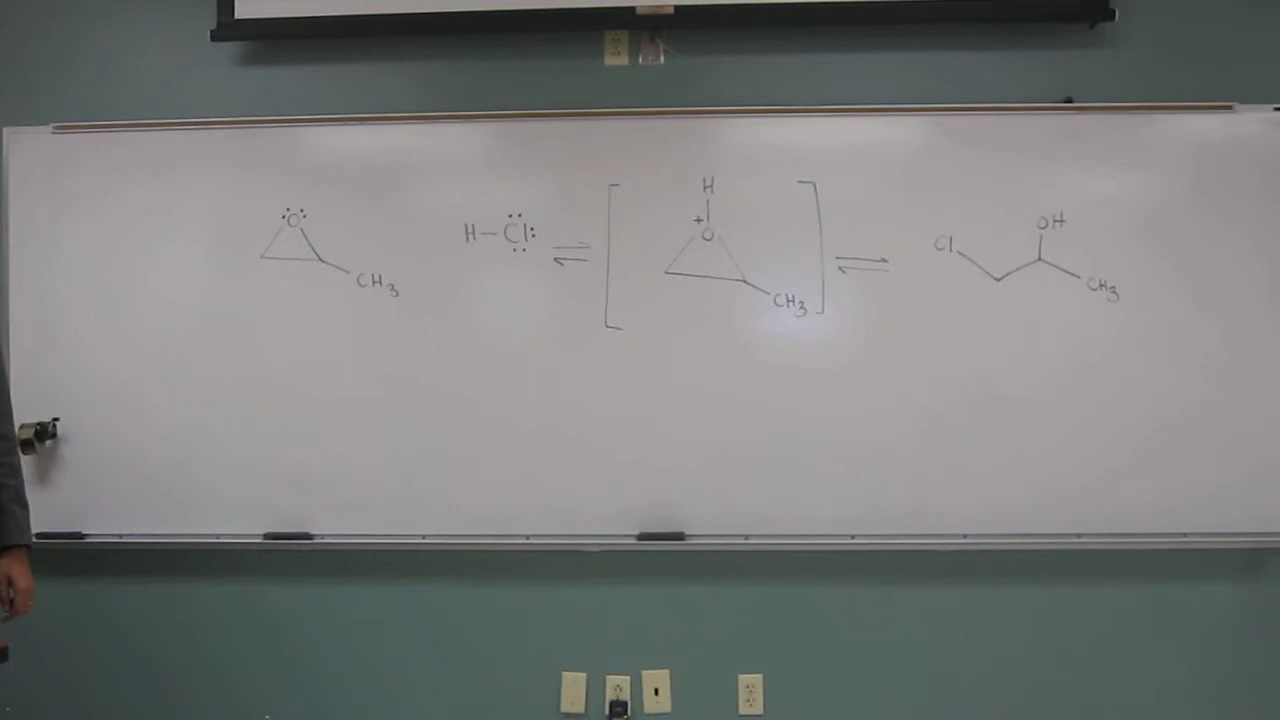 :O: CH3 H-Cl: ⇌ [ H + O CH3 ] ⇌ Cl OH CH3